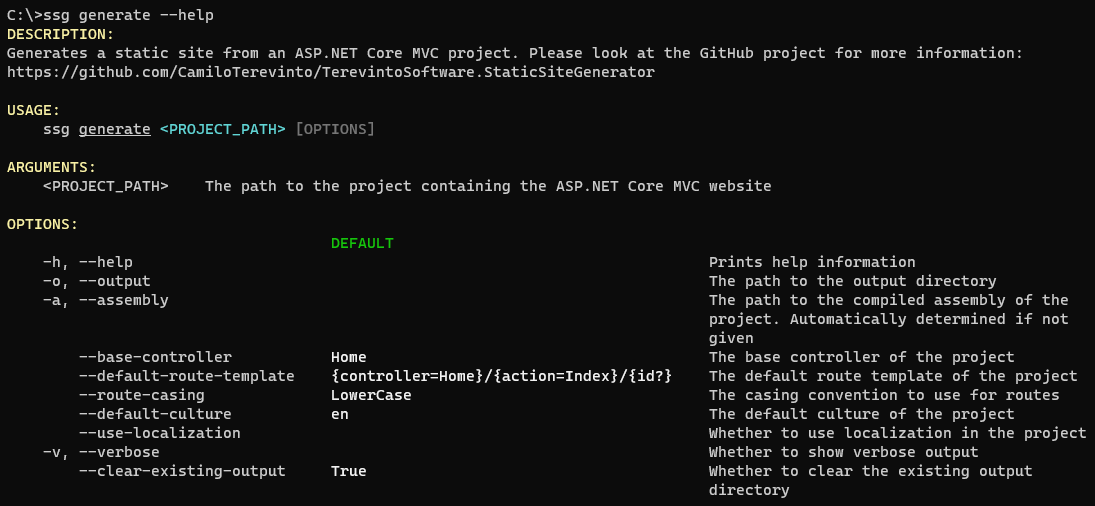 C:\>ssg generate --help
DESCRIPTION:
Generates a static site from an ASP.NET Core MVC project. Please look at the GitHub project for more information:
https://github.com/CamiloTerevinto/TerevintoSoftware.StaticSiteGenerator

USAGE:
    ssg generate <PROJECT_PATH> [OPTIONS]

ARGUMENTS:
    <PROJECT_PATH>    The path to the project containing the ASP.NET Core MVC website

OPTIONS:
                                    DEFAULT
    -h, --help                                                                Prints help information
    -o, --output                                                              The path to the output directory
    -a, --assembly                                                            The path to the compiled assembly of the
                                                                              project. Automatically determined if not
                                                                              given
        --base-controller           Home                                      The base controller of the project
        --default-route-template    {controller=Home}/{action=Index}/{id?}    The default route template of the project
        --route-casing              LowerCase                                 The casing convention to use for routes
        --default-culture           en                                        The default culture of the project
        --use-localization                                                    Whether to use localization in the project
    -v, --verbose                                                             Whether to show verbose output
        --clear-existing-output     True                                      Whether to clear the existing output
                                                                              directory